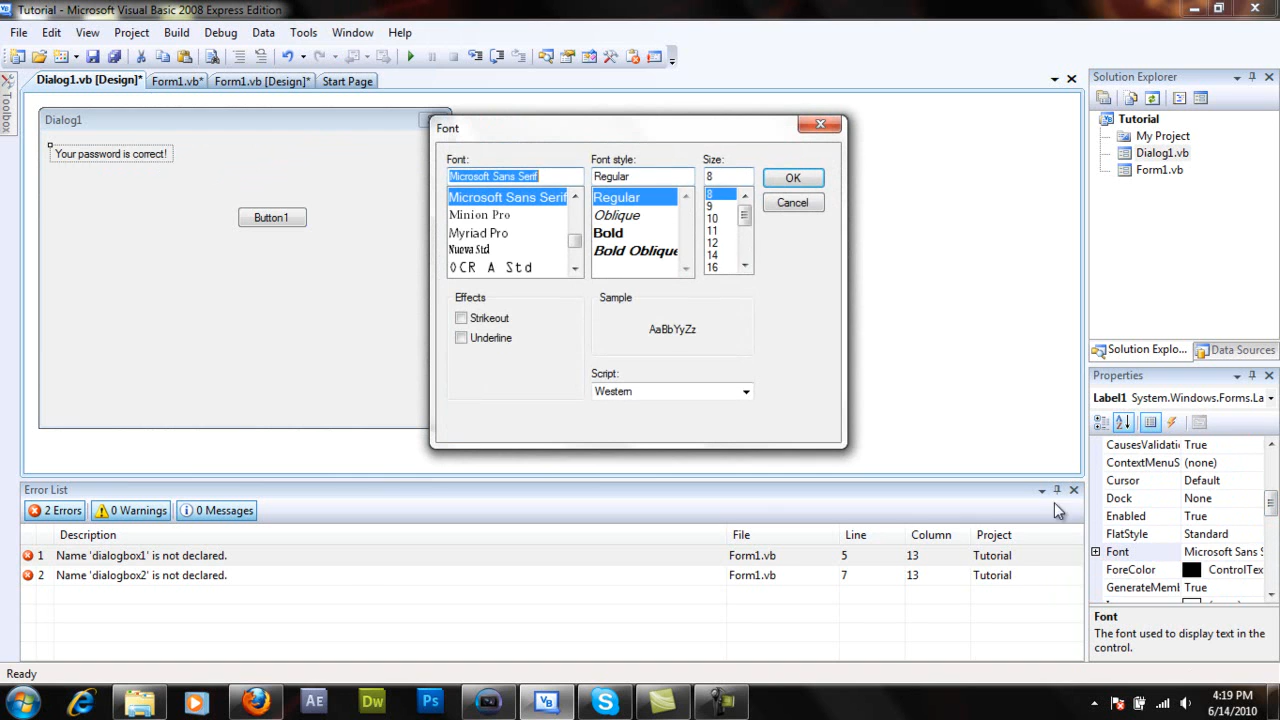 Tutorial - Microsoft Visual Basic 2008 Express Edition
File Edit View Project Build Debug Data Tools Window Help
Dialog1.vb [Design]* Form1.vb* Form1.vb [Design]* Start Page
Toolbox
Dialog1
Your password is correct!
Button1
Font
Font: Font style: Size:
Microsoft Sans Serif Regular 8 OK
Microsoft Sans Serif Regular 8
Cancel
Minion Pro Oblique 9
Myriad Pro Bold 10
Nueva Std Bold Oblique 11
OCR A Std 12
14
16
Effects Sample
Strikeout
Underline
AaBbYyZz
Script:
Western
Solution Explorer
Tutorial
My Project
Dialog1.vb
Form1.vb
Solution Explo... Data Sources
Properties
Label1 System.Windows.Forms.La
CausesValidati True
ContextMenuS (none)
Cursor Default
Dock None
Enabled True
FlatStyle Standard
Font Microsoft Sans S
ForeColor ControlTex
GenerateMemb True
Font
The font used to display text in the
control.
Error List
2 Errors 0 Warnings 0 Messages
Description File Line Column Project
1 Name 'dialogbox1' is not declared. Form1.vb 5 13 Tutorial
2 Name 'dialogbox2' is not declared. Form1.vb 7 13 Tutorial
Ready
Ae Dw Ps VB S
4:19 PM
6/14/2010